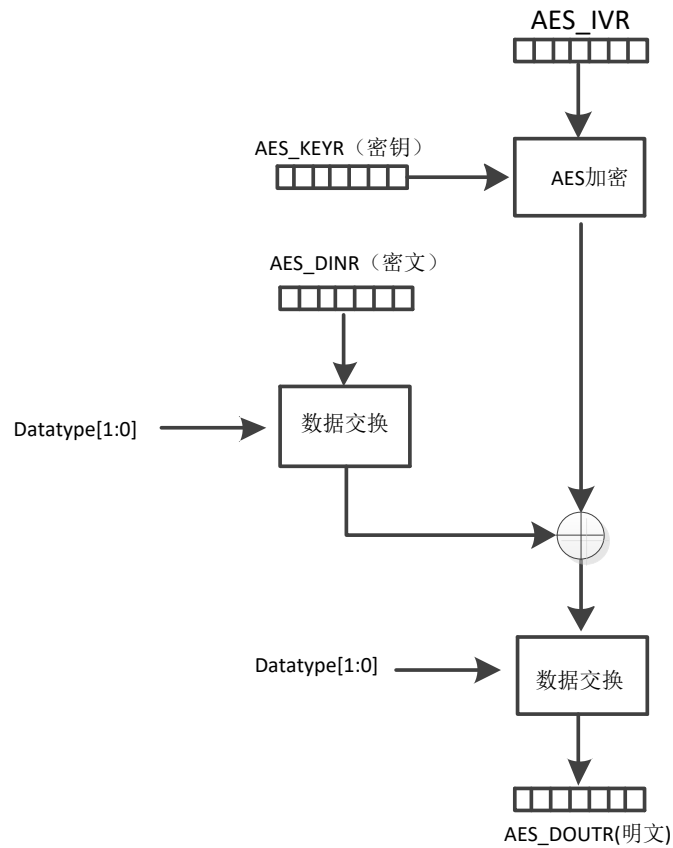 AES_IVR
AES_KEYR（密钥）
AES加密
AES_DINR（密文）
数据交换
Datatype[1:0]
Datatype[1:0]
数据交换
AES_DOUTR(明文)